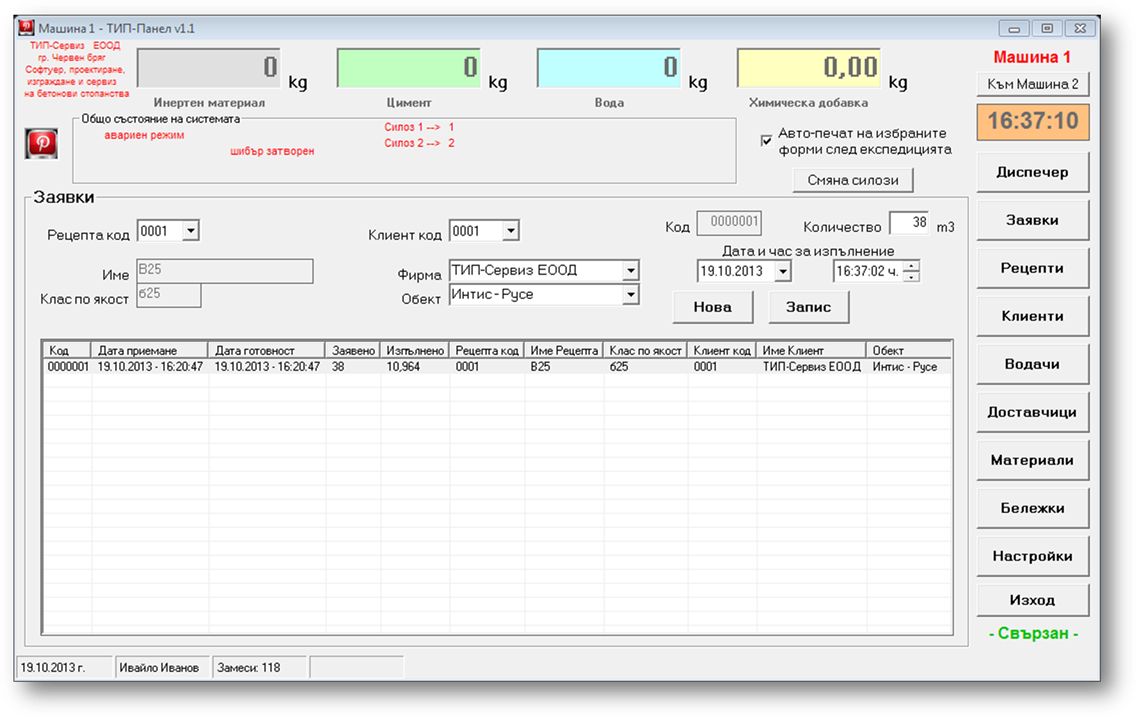 Машина 1 - ТИП-Панел v1.1
ТИП-Сервиз ЕООД
гр. Червен бряг
Софтуер, проектиране,
изграждане и сервиз
на бетонови стопанства
0 kg
Инертен материал
0 kg
Цимент
0 kg
Вода
0,00 kg
Химическа добавка
Машина 1
Към Машина 2
16:37:10
Общо състояние на системата
авариен режим
шибър затворен
Силоз 1 --> 1
Силоз 2 --> 2
Авто-печат на избраните
форми след експедицията
Смяна силози
Заявки
Рецепта код 0001
Клиент код 0001
Код 0000001
Количество 38 m3
Дата и час за изпълнение
Име B25
Фирма ТИП-Сервиз ЕООД
19.10.2013
16:37:02 ч.
Клас по якост б25
Обект Интис - Русе
Нова
Запис
Код Дата приемане Дата готовност Заявено Изпълнено Рецепта код Име Рецепта Клас по якост Клиент код Име Клиент Обект
0000001 19.10.2013 - 16:20:47 19.10.2013 - 16:20:47 38 10,964 0001 B25 б25 0001 ТИП-Сервиз ЕООД Интис - Русе
Диспечер
Заявки
Рецепти
Клиенти
Водачи
Доставчици
Материали
Бележки
Настройки
Изход
- Свързан -
19.10.2013 г.
Ивайло Иванов
Замеси: 118